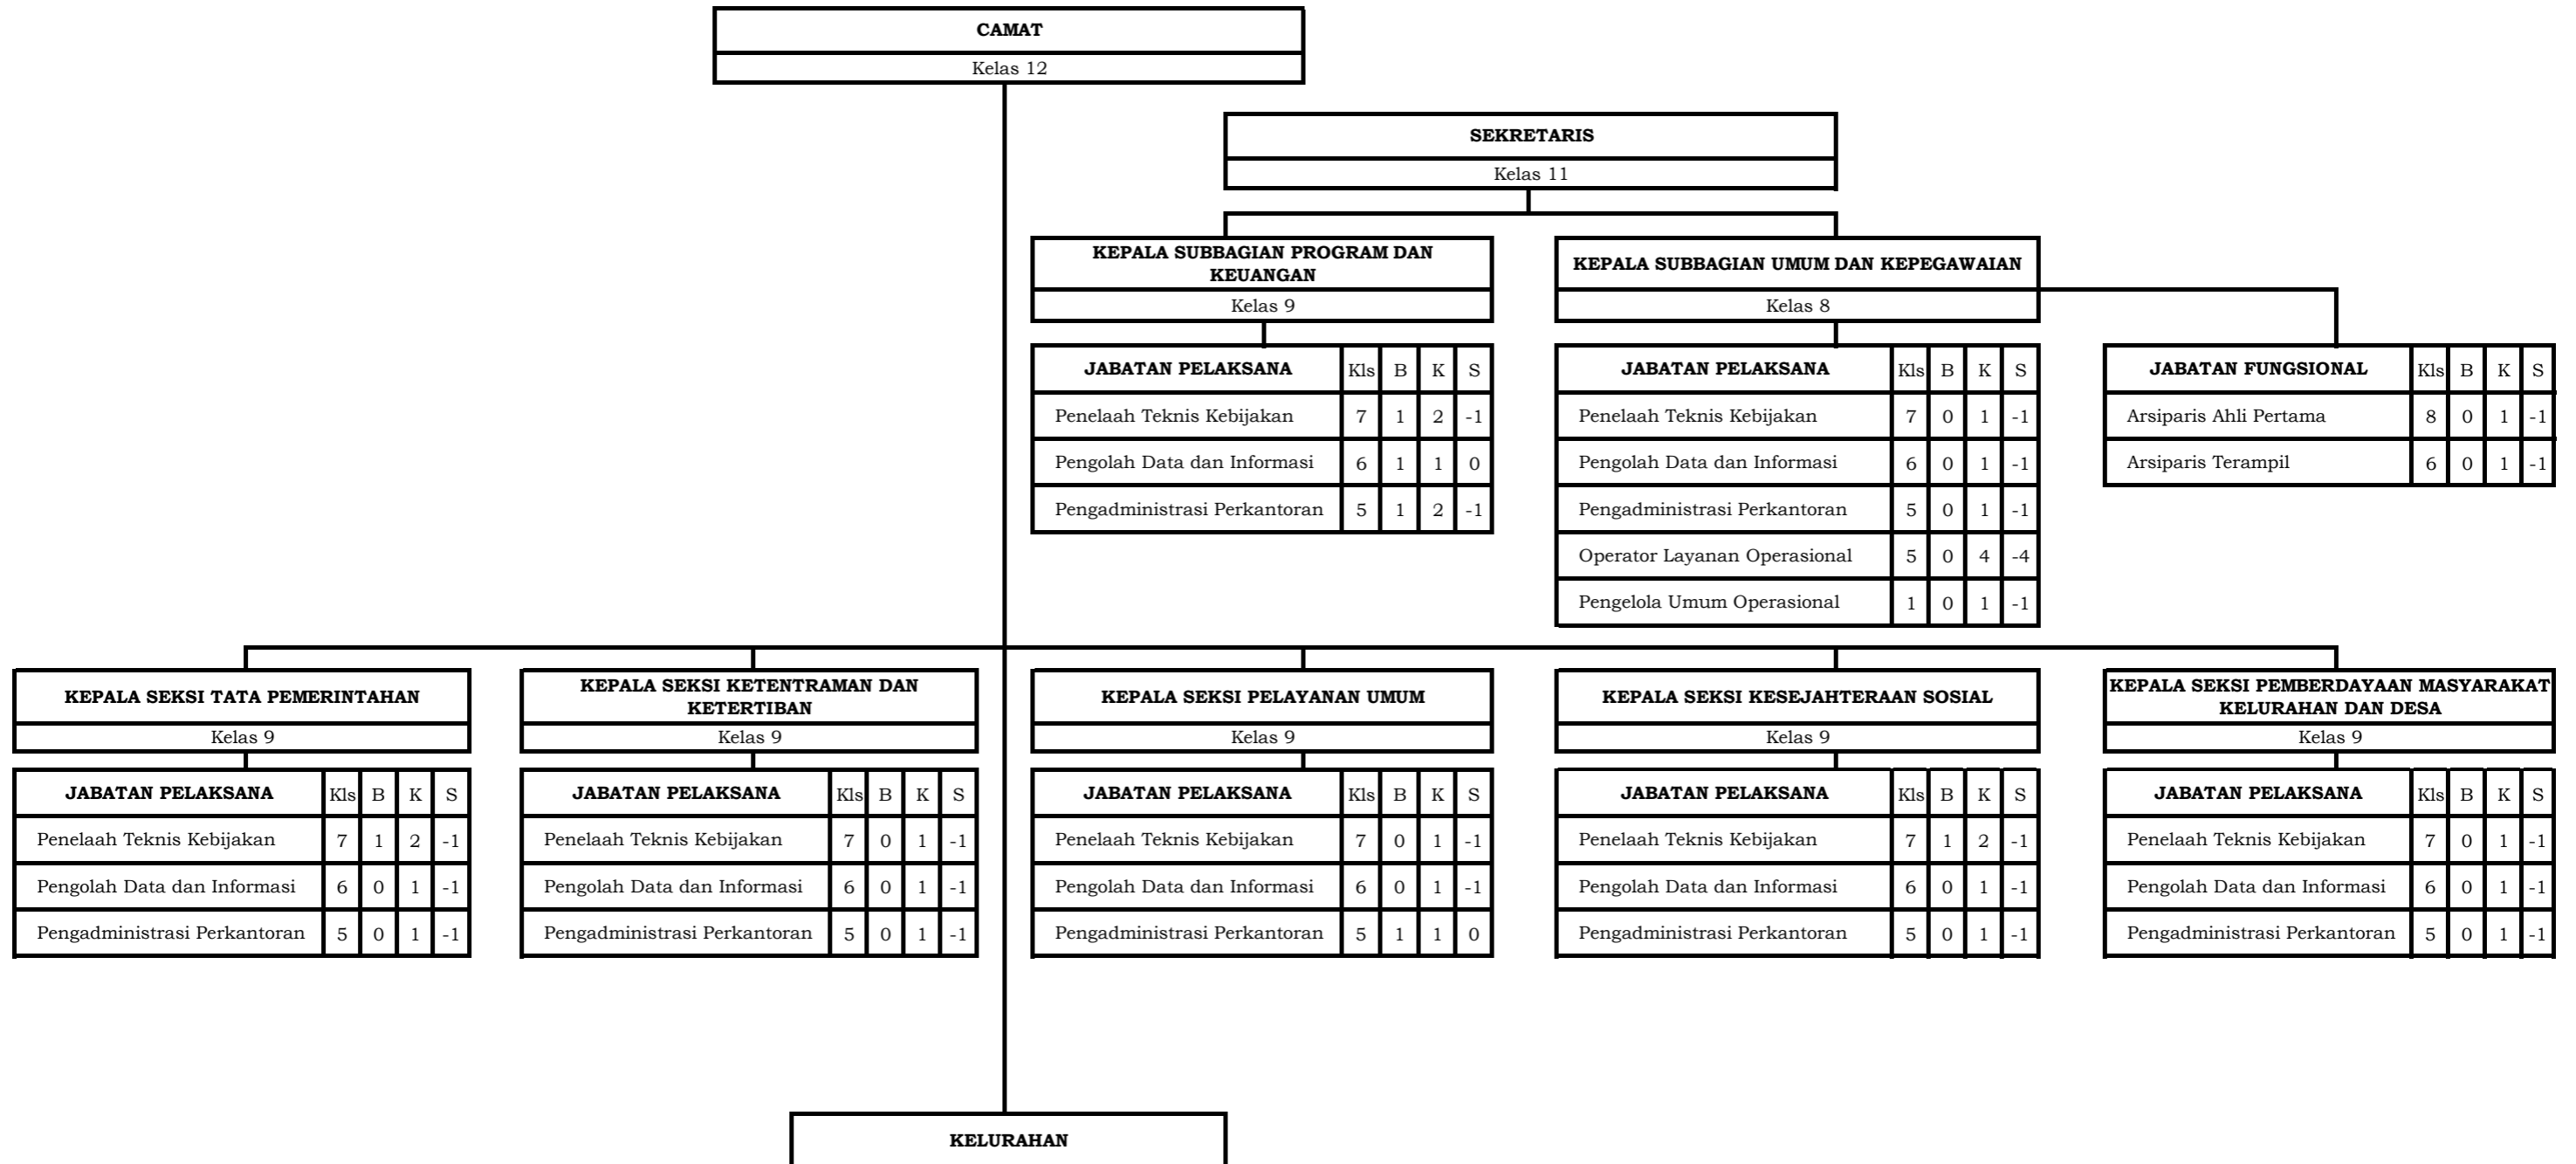 CAMAT
Kelas 12
SEKRETARIS
Kelas 11
KEPALA SUBBAGIAN PROGRAM DAN
KEUANGAN
Kelas 9
JABATAN PELAKSANA Kls B K S
Penelaah Teknis Kebijakan 7 1 2 -1
Pengolah Data dan Informasi 6 1 1 0
Pengadministrasi Perkantoran 5 1 2 -1
KEPALA SUBBAGIAN UMUM DAN KEPEGAWAIAN
Kelas 8
JABATAN PELAKSANA Kls B K S
Penelaah Teknis Kebijakan 7 0 1 -1
Pengolah Data dan Informasi 6 0 1 -1
Pengadministrasi Perkantoran 5 0 1 -1
Operator Layanan Operasional 5 0 4 -4
Pengelola Umum Operasional 1 0 1 -1
JABATAN FUNGSIONAL Kls B K S
Arsiparis Ahli Pertama 8 0 1 -1
Arsiparis Terampil 6 0 1 -1
KEPALA SEKSI TATA PEMERINTAHAN
Kelas 9
JABATAN PELAKSANA Kls B K S
Penelaah Teknis Kebijakan 7 1 2 -1
Pengolah Data dan Informasi 6 0 1 -1
Pengadministrasi Perkantoran 5 0 1 -1
KEPALA SEKSI KETENTRAMAN DAN
KETERTIBAN
Kelas 9
JABATAN PELAKSANA Kls B K S
Penelaah Teknis Kebijakan 7 0 1 -1
Pengolah Data dan Informasi 6 0 1 -1
Pengadministrasi Perkantoran 5 0 1 -1
KEPALA SEKSI PELAYANAN UMUM
Kelas 9
JABATAN PELAKSANA Kls B K S
Penelaah Teknis Kebijakan 7 0 1 -1
Pengolah Data dan Informasi 6 0 1 -1
Pengadministrasi Perkantoran 5 1 1 0
KEPALA SEKSI KESEJAHTERAAN SOSIAL
Kelas 9
JABATAN PELAKSANA Kls B K S
Penelaah Teknis Kebijakan 7 1 2 -1
Pengolah Data dan Informasi 6 0 1 -1
Pengadministrasi Perkantoran 5 0 1 -1
KEPALA SEKSI PEMBERDAYAAN MASYARAKAT
KELURAHAN DAN DESA
Kelas 9
JABATAN PELAKSANA Kls B K S
Penelaah Teknis Kebijakan 7 0 1 -1
Pengolah Data dan Informasi 6 0 1 -1
Pengadministrasi Perkantoran 5 0 1 -1
KELURAHAN